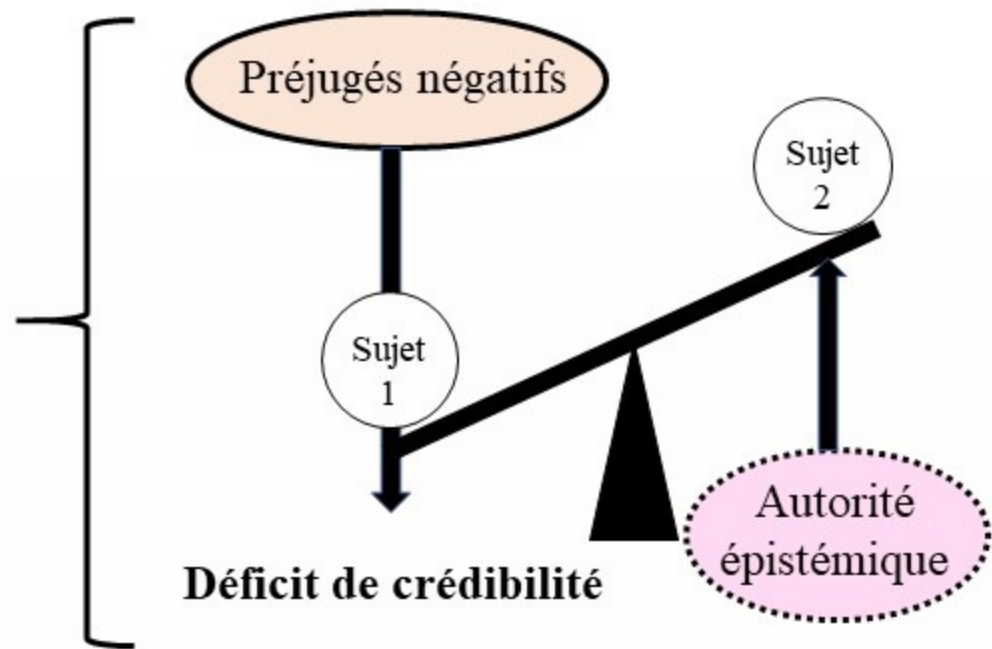 Préjugés négatifs
Sujet
2
Sujet
1
Autorité
épistémique
Déficit de crédibilité